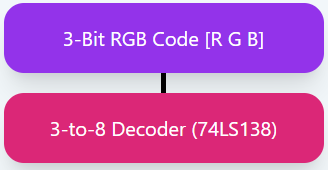 3-Bit RGB Code [R G B]
3-to-8 Decoder (74LS138)